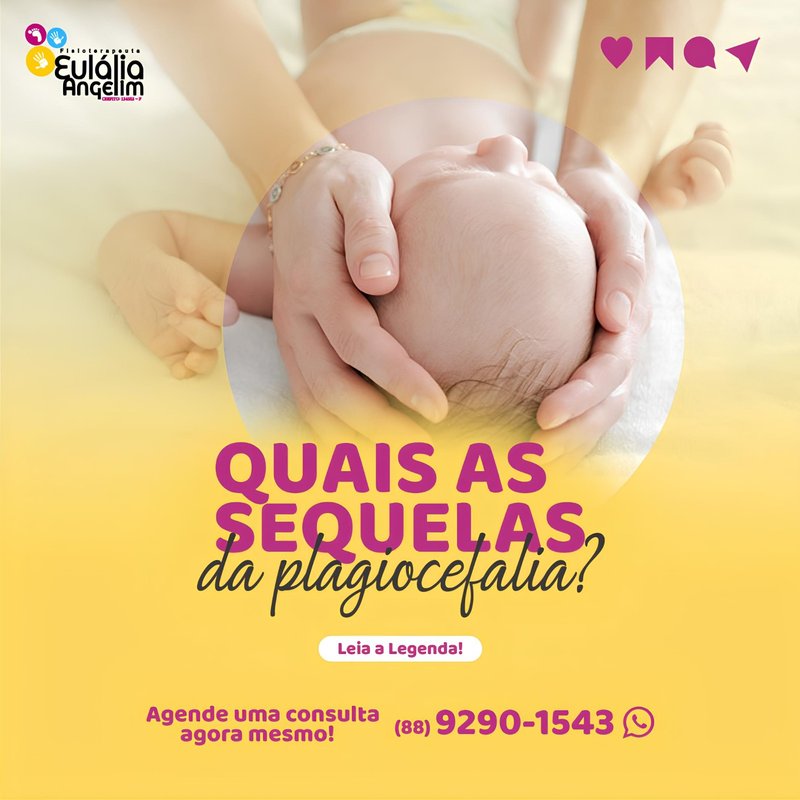 Fisioterapeuta
Eulália
Angelim
QUAIS AS
SEQUELAS
da plagiocefalia?
Leia a Legenda!
Agende uma consulta
agora mesmo!
(88) 9290-1543